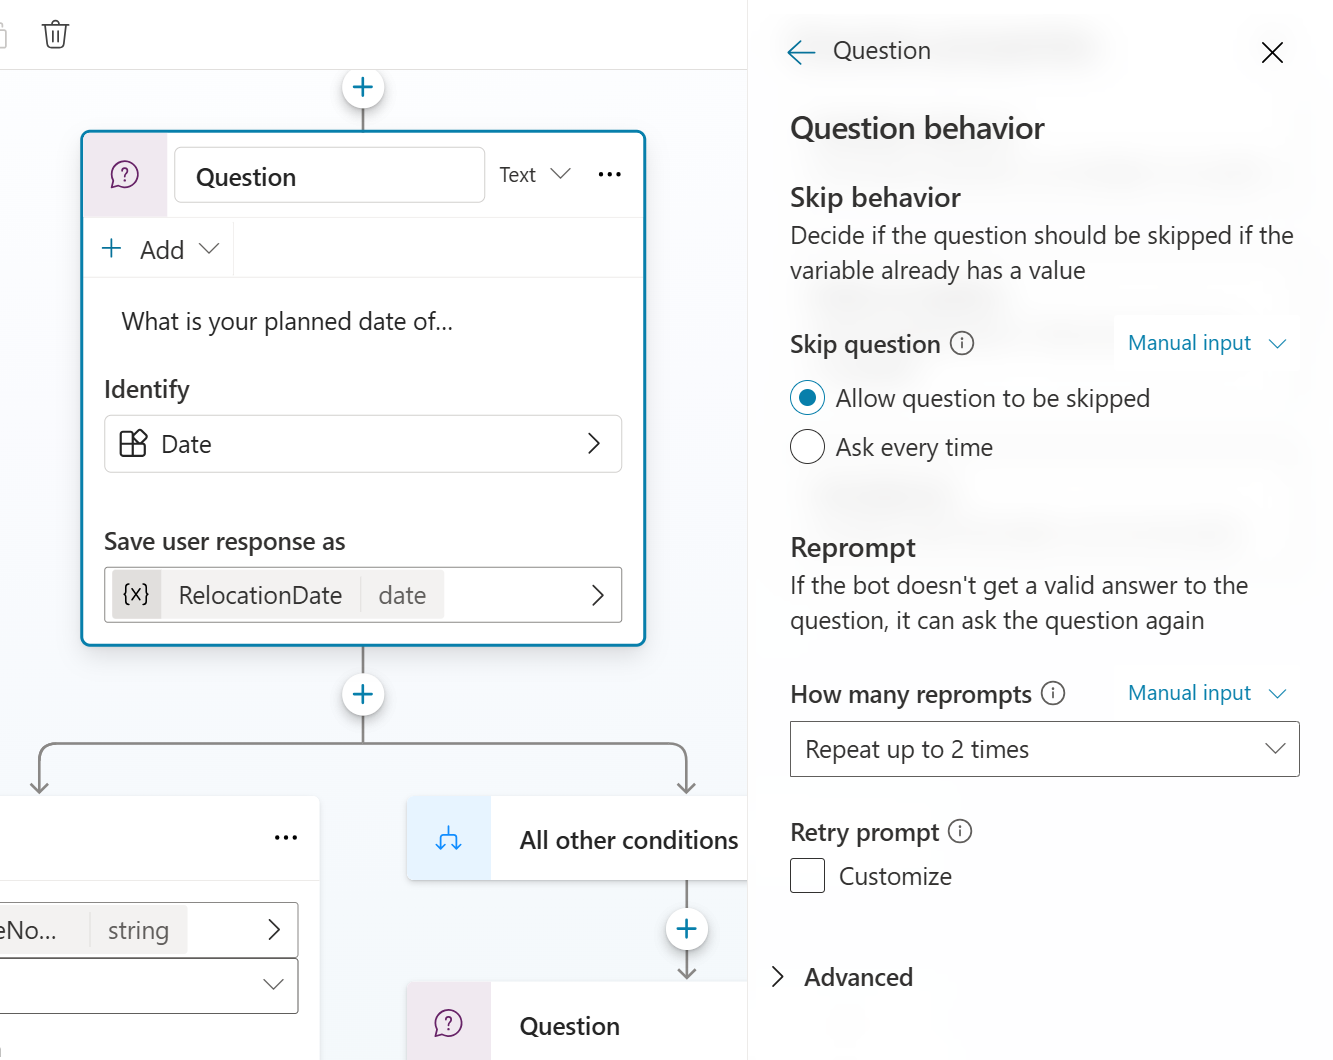 Question
Text
Add
What is your planned date of...
Identify
Date
Save user response as
{x} RelocationDate date
eNo... string
All other conditions
Question
Question
Question behavior
Skip behavior
Decide if the question should be skipped if the
variable already has a value
Skip question
Manual input
Allow question to be skipped
Ask every time
Reprompt
If the bot doesn't get a valid answer to the
question, it can ask the question again
How many reprompts
Manual input
Repeat up to 2 times
Retry prompt
Customize
Advanced